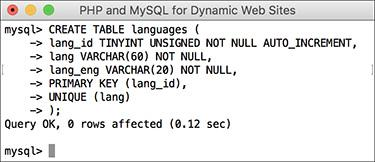 PHP and MySQL for Dynamic Web Sites
mysql> CREATE TABLE languages (
-> lang_id TINYINT UNSIGNED NOT NULL AUTO_INCREMENT,
-> lang VARCHAR(60) NOT NULL,
-> lang_eng VARCHAR(20) NOT NULL,
-> PRIMARY KEY (lang_id),
-> UNIQUE (lang)
-> );
Query OK, 0 rows affected (0.12 sec)
mysql>